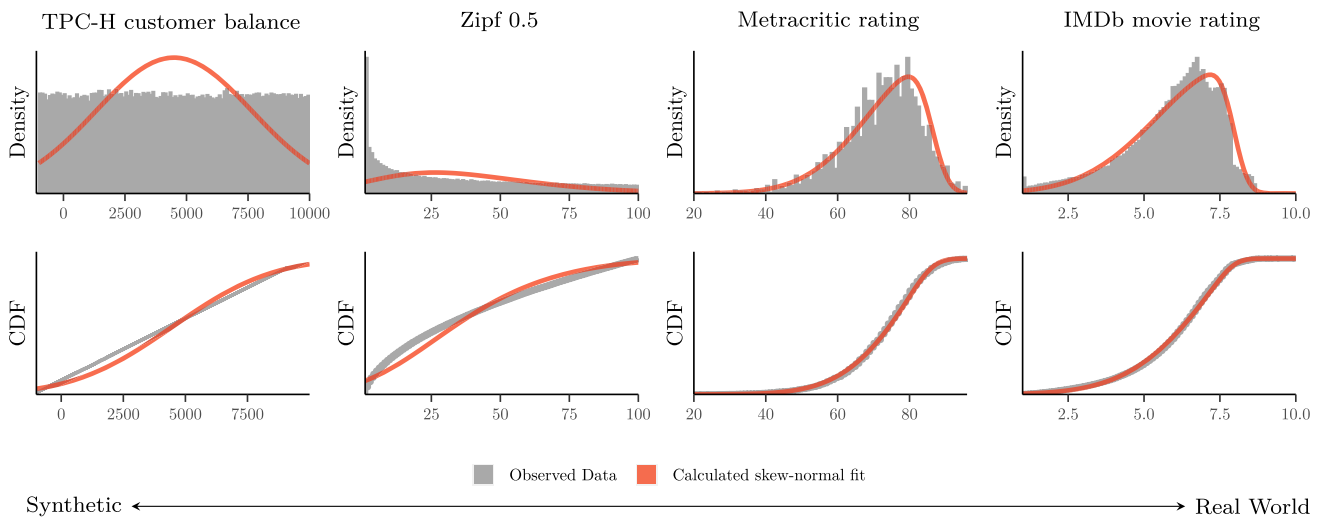 TPC-H customer balance
Zipf 0.5
Metracritic rating
IMDb movie rating
Density
0 2500 5000 7500 10000
Density
25 50 75 100
Density
20 40 60 80
Density
2.5 5.0 7.5 10.0
CDF
0 2500 5000 7500
CDF
25 50 75 100
CDF
20 40 60 80
CDF
2.5 5.0 7.5 10.0
Observed Data
Calculated skew-normal fit
Synthetic
Real World